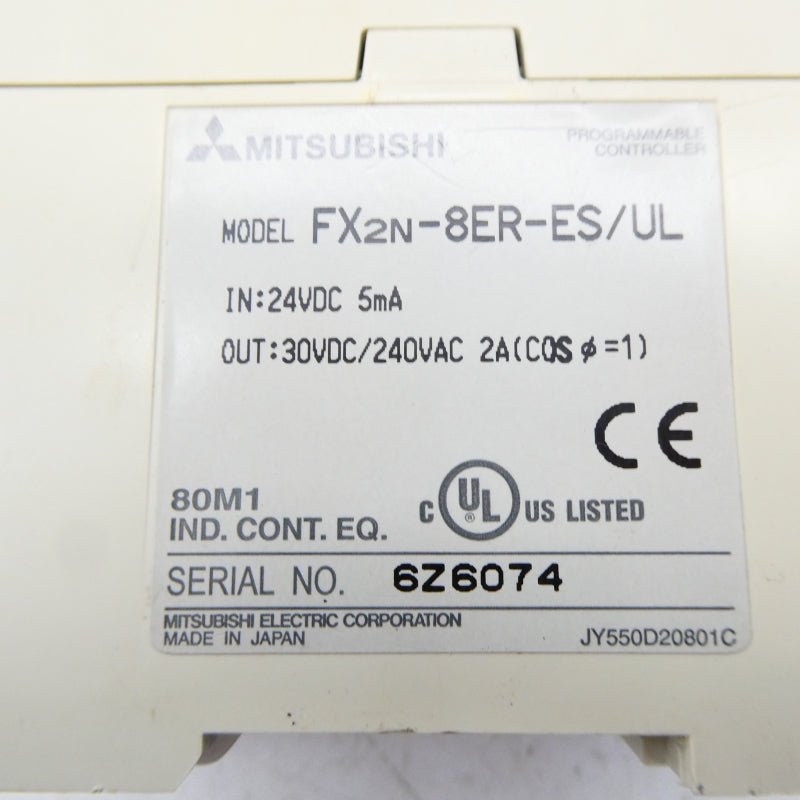 MITSUBISHI
PROGRAMMABLE
CONTROLLER
MODEL FX2N-8ER-ES/UL
IN:24VDC 5mA
OUT:30VDC/240VAC 2A(COS ϕ=1)
CE
80M1
IND. CONT. EQ.
C UL® US LISTED
SERIAL NO. 6Z6074
MITSUBISHI ELECTRIC CORPORATION
MADE IN JAPAN
JY550D20801C